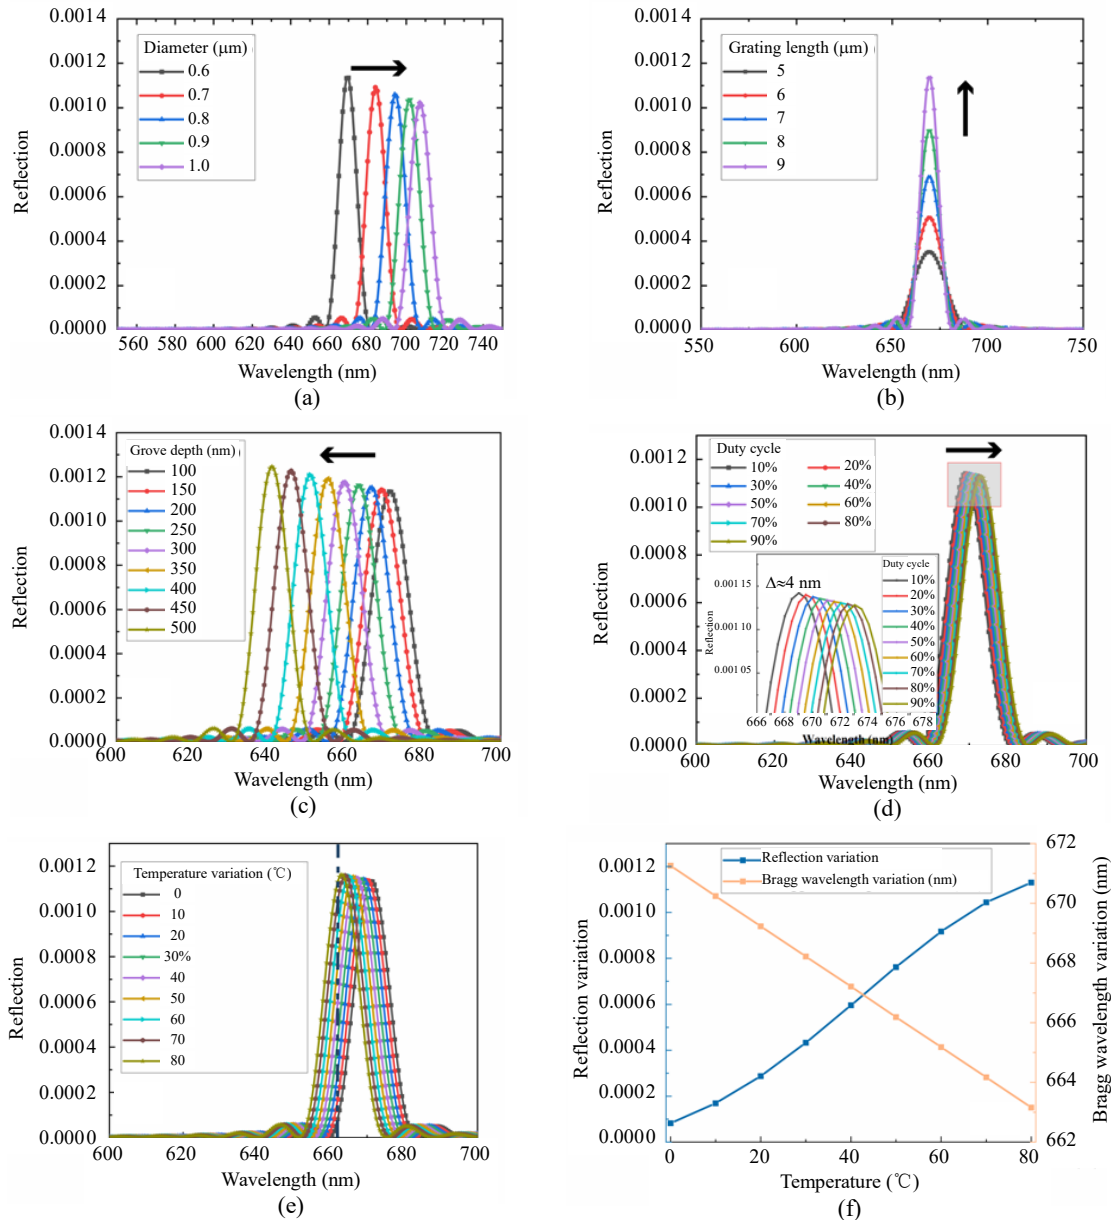 0.0014
0.0012
0.0010
0.0008
0.0006
0.0004
0.0002
0.0000
Reflection
Diameter (μm)
0.6
0.7
0.8
0.9
1.0
560 580 600 620 640 660 680 700 720 740
Wavelength (nm)
(a)
0.0014
0.0012
0.0010
0.0008
0.0006
0.0004
0.0002
0.0000
Reflection
Grating length (μm)
5
6
7
8
9
550 600 650 700 750
Wavelength (nm)
(b)
0.0014
0.0012
0.0010
0.0008
0.0006
0.0004
0.0002
0.0000
Reflection
Grove depth (nm)
100
150
200
250
300
350
400
450
500
600 620 640 660 680 700
Wavelength (nm)
(c)
0.0012
0.0010
0.0008
0.0006
0.0004
0.0002
0.0000
Reflection
Duty cycle
10% 20%
30% 40%
50% 60%
70% 80%
90%
Δ≈4 nm
0.001 15
0.001 10
0.001 05
Reflection
Duty cycle
10%
20%
30%
40%
50%
60%
70%
80%
90%
666 668 670 672 674 676 678
Wavelength (nm)
600 620 640 660 680 700
Wavelength (nm)
(d)
0.0012
0.0010
0.0008
0.0006
0.0004
0.0002
0.0000
Reflection
Temperature variation (℃)
0
10
20
30%
40
50
60
70
80
600 620 640 660 680 700
Wavelength (nm)
(e)
0.0012
0.0010
0.0008
0.0006
0.0004
0.0002
0.0000
Reflection variation
Reflection variation
Bragg wavelength variation (nm)
672
670
668
666
664
662
Bragg wavelength variation (nm)
0 20 40 60 80
Temperature (℃)
(f)